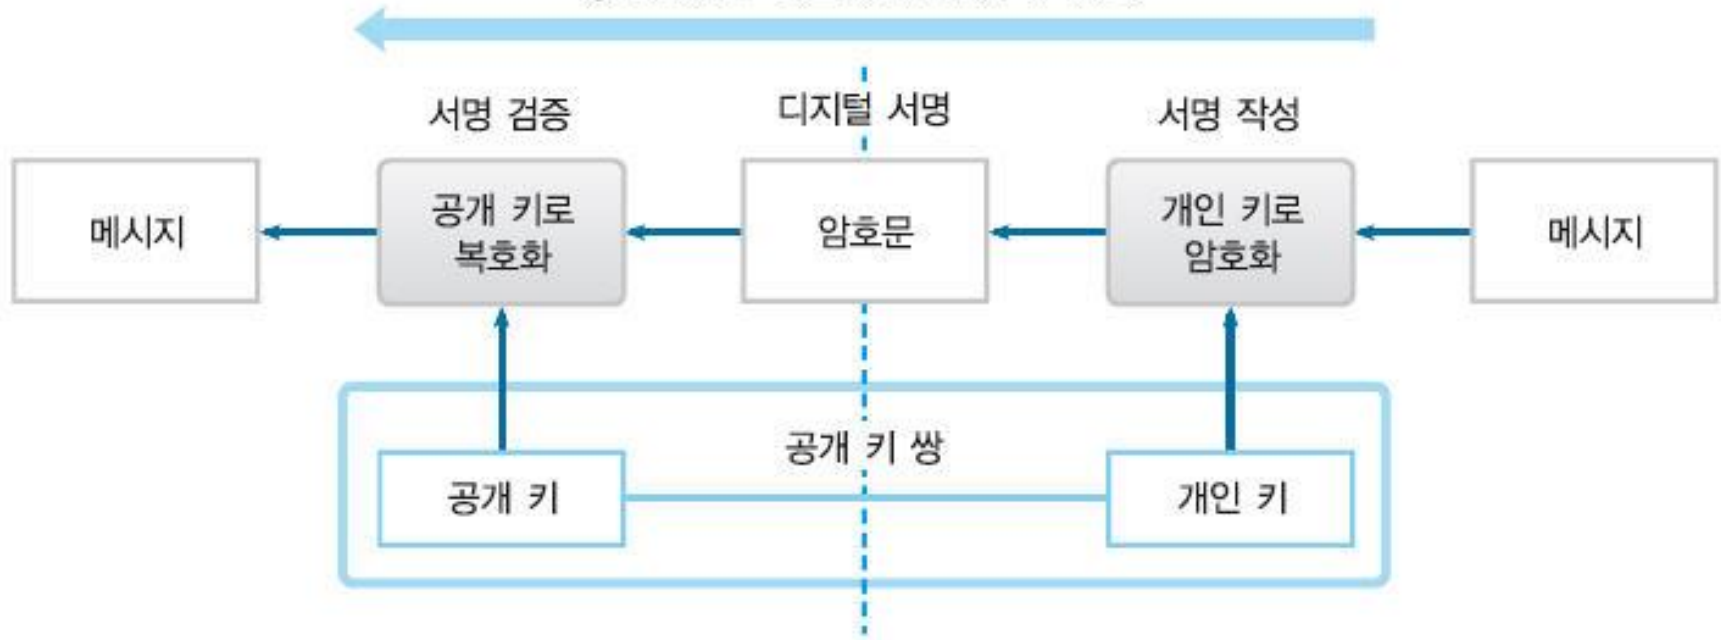 서명 검증
디지털 서명
서명 작성
메시지
공개 키로
복호화
암호문
개인 키로
암호화
메시지
공개 키 쌍
공개 키
개인 키